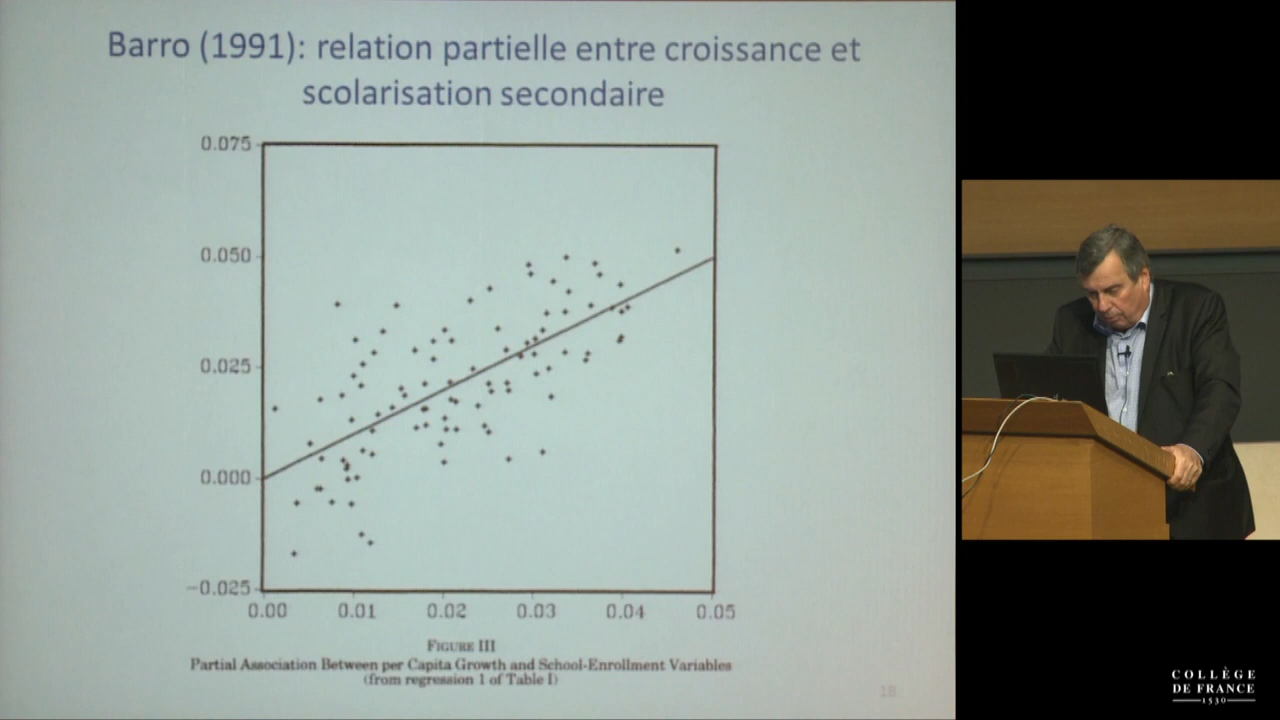 Barro (1991): relation partielle entre croissance et
scolarisation secondaire
0.075
0.050
0.025
0.000
−0.025
0.00 0.01 0.02 0.03 0.04 0.05
FIGURE III
Partial Association Between per Capita Growth and School-Enrollment Variables
(from regression 1 of Table I)
18
COLLÈGE
DE FRANCE
1530